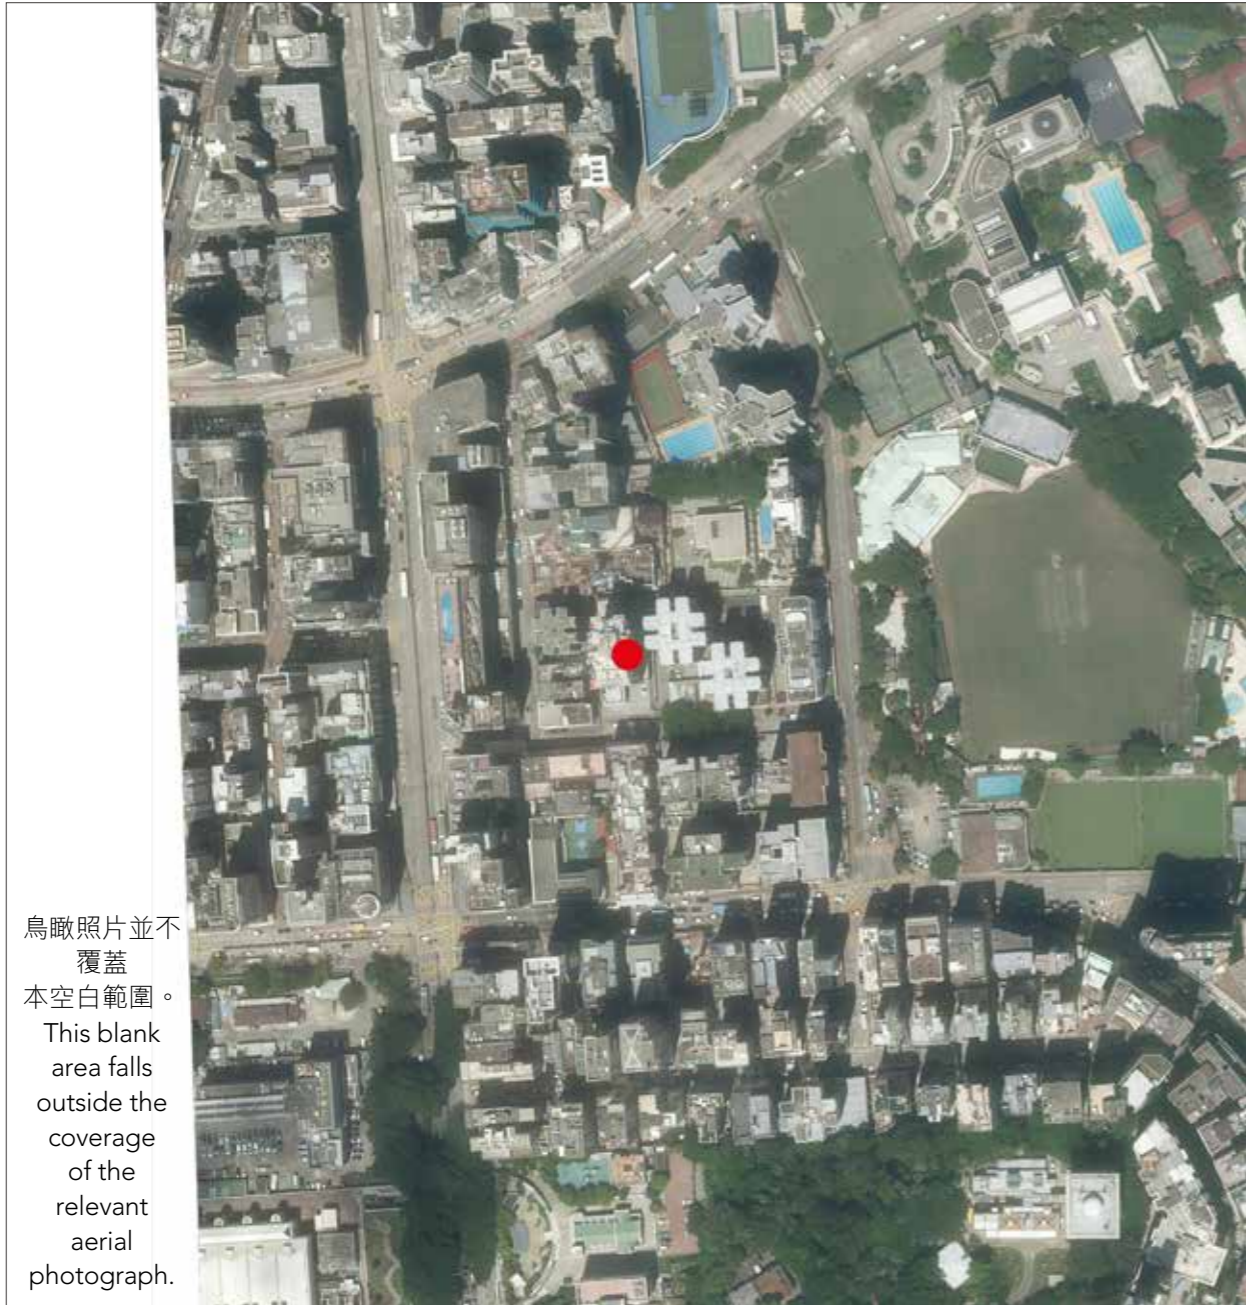 鳥瞰照片並不
覆蓋
本空白範圍。
This blank
area falls
outside the
coverage
of the
relevant
aerial
photograph.